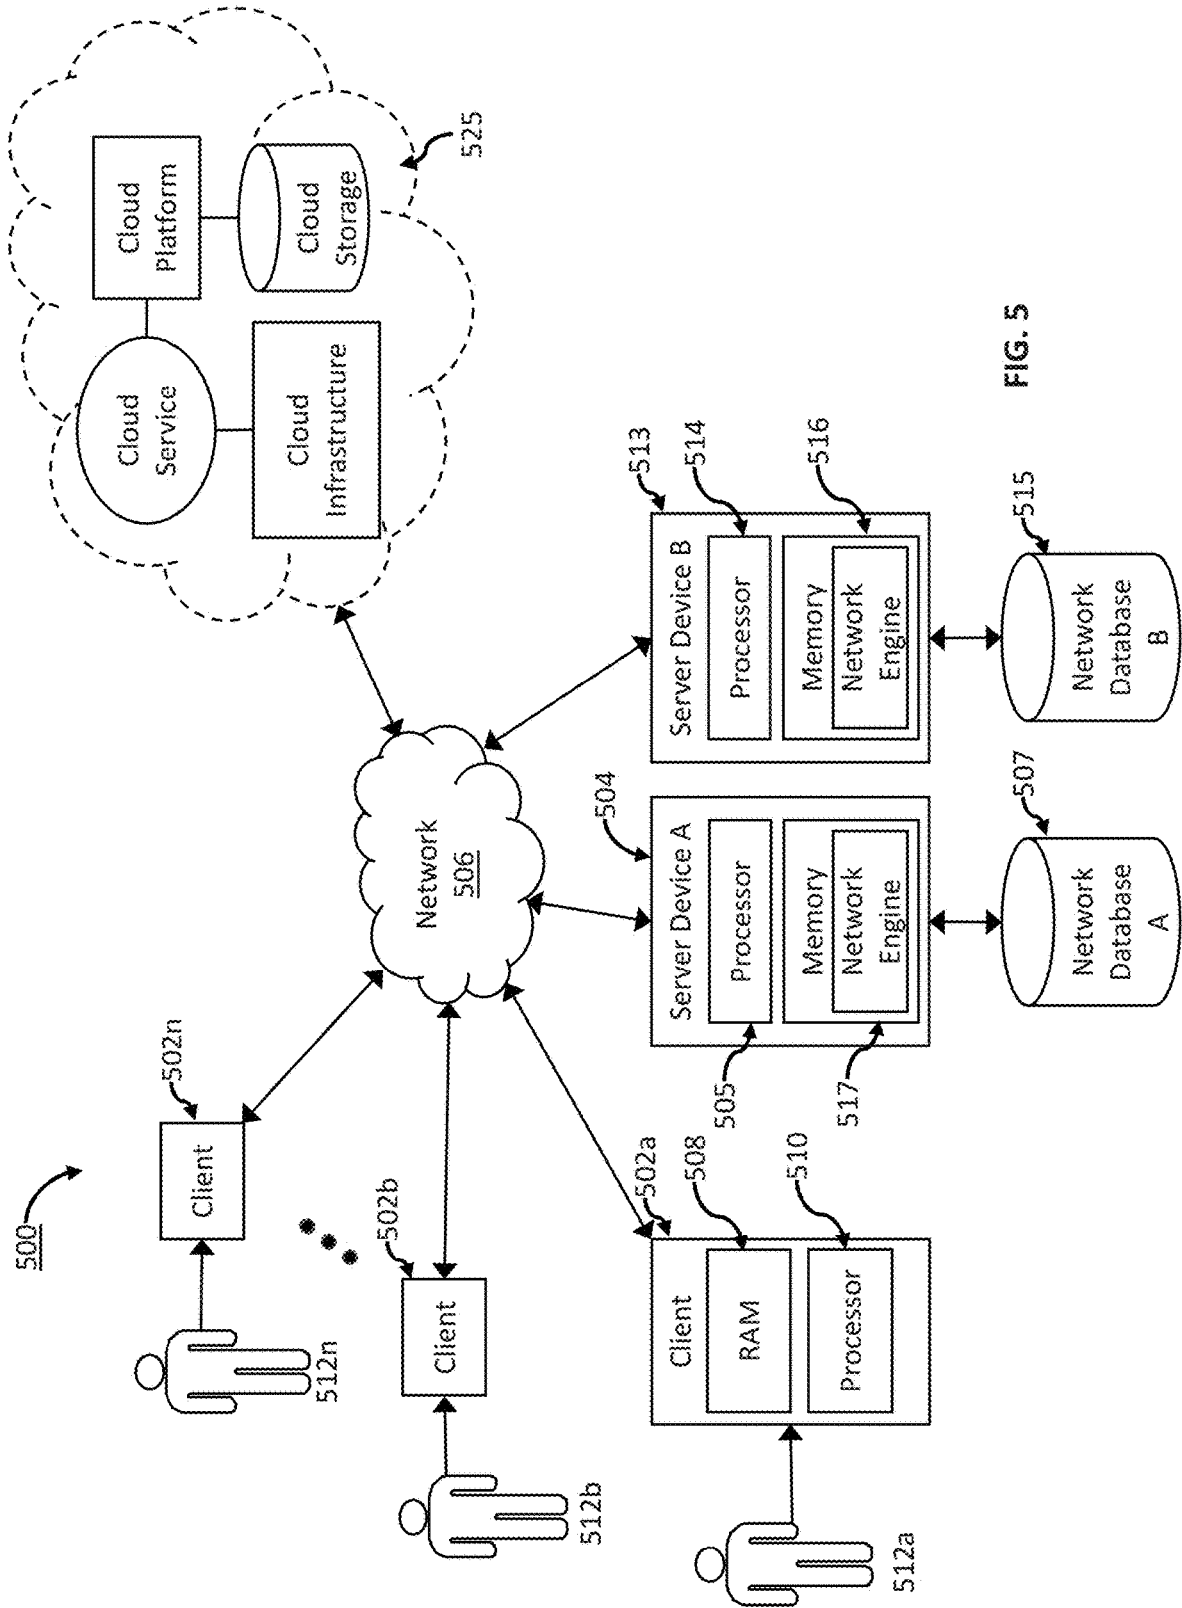 500
512n
Client
502n
512b
Client
502b
512a
Client
502a
RAM
508
Processor
510
Network
506
Server Device A
504
Processor
505
Memory
Network
Engine
517
Network
Database
A
507
Server Device B
513
Processor
514
Memory
Network
Engine
516
Network
Database
B
515
Cloud
Service
Cloud
Platform
Cloud
Infrastructure
Cloud
Storage
525
FIG. 5